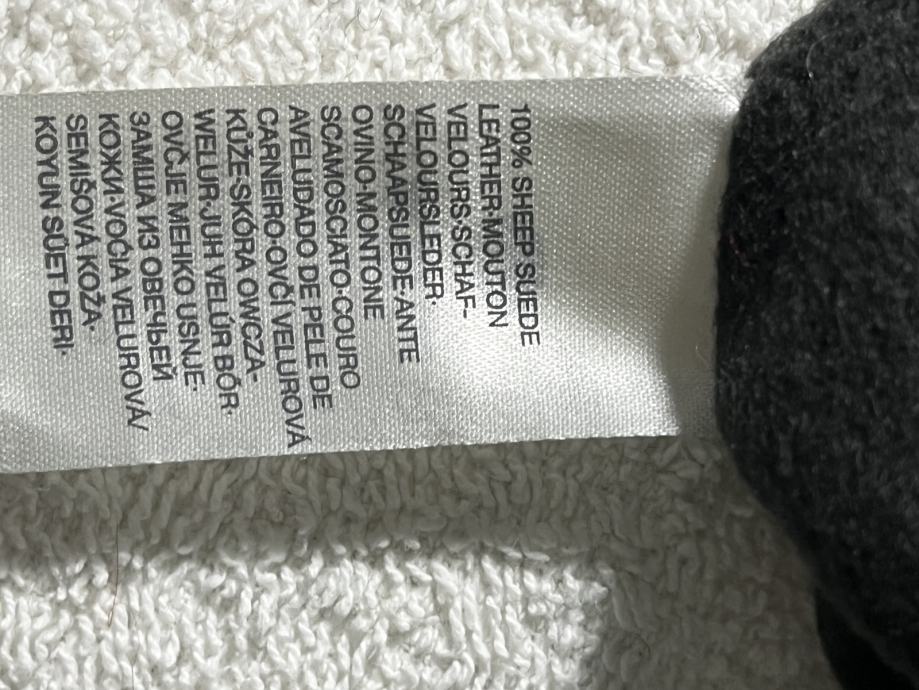 100% SHEEP SUEDE
LEATHER·MOUTON
VELOURS·SCHAF-
VELOURSLEDER·
SCHAAPSUEDE·ANTE
OVINO·MONTONE
SCAMOSCIATO·COURO
AVELUDADO DE PELE DE
CARNEIRO·OVČÍ VELUROVÁ
KŮŽE·SKÓRA OWCZA-
WELUR·JUH VELÚR BŐR·
OVČJE MEHKO USNJE·
ЗАМША ИЗ ОВЕЧЬЕЙ
КОЖИ·VOĆIA VELUROVÁ/
SEMIŠOVÁ KOŽA·
KOYUN SÜET DERI·